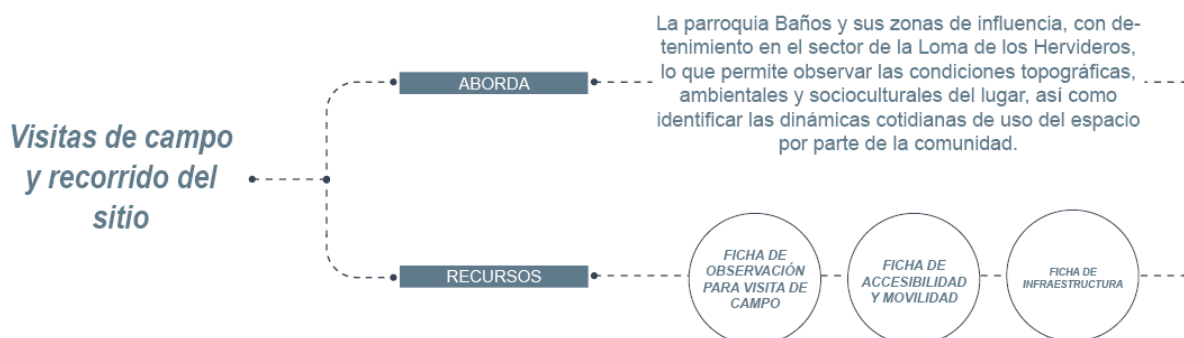 Visitas de campo
y recorrido del
sitio
ABORDA
La parroquia Baños y sus zonas de influencia, con de-
tenimiento en el sector de la Loma de los Hervideros,
lo que permite observar las condiciones topográficas,
ambientales y socioculturales del lugar, así como
identificar las dinámicas cotidianas de uso del espacio
por parte de la comunidad.
RECURSOS
FICHA DE
OBSERVACIÓN
PARA VISITA DE
CAMPO
FICHA DE
ACCESIBILIDAD
Y MOVILIDAD
FICHA DE
INFRAESTRUCTURA